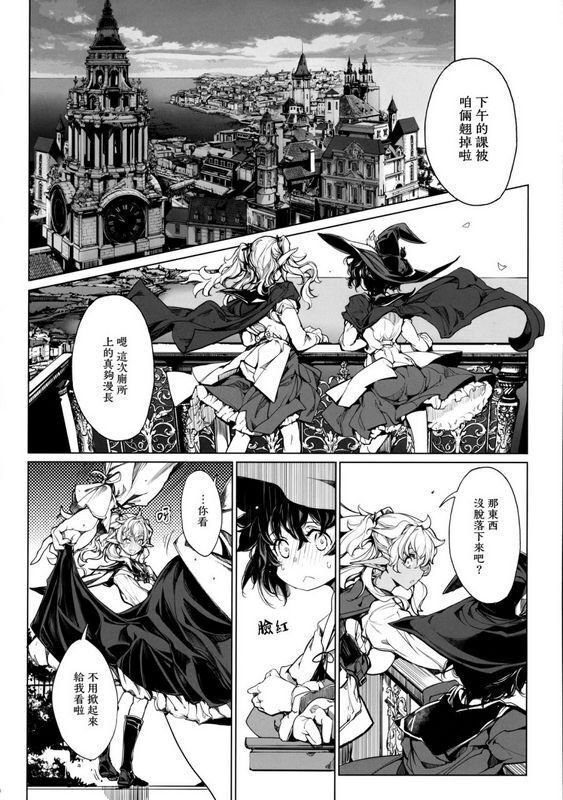 下午的課被
咱倆翹掉啦
嗯 這次廁所
上的真夠漫長
那東西
沒脫落下來吧？
臉紅
…你看
不用掀起來
給我看啦